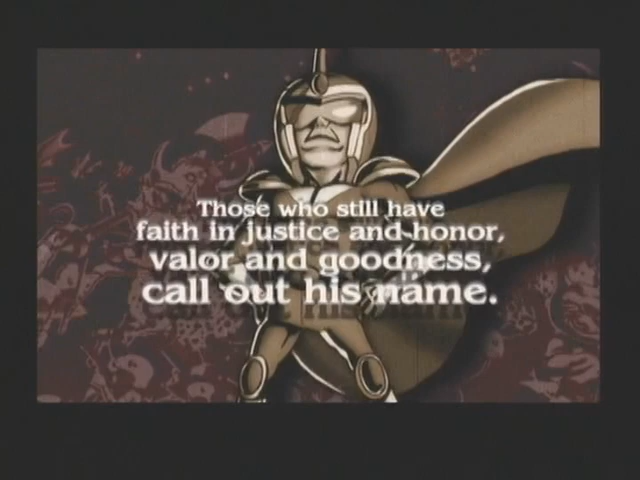 Those who still have
faith in justice and honor,
valor and goodness,
call out his name.